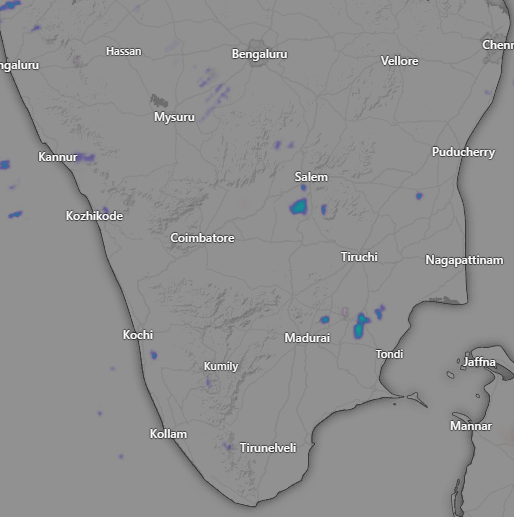 Hassan
Bengaluru
Chenn
ngaluru
Vellore
Mysuru
Kannur
Puducherry
Salem
Kozhikode
Coimbatore
Tiruchi
Nagapattinam
Kochi
Madurai
Tondi
Kumily
Jaffna
Kollam
Mannar
Tirunelveli